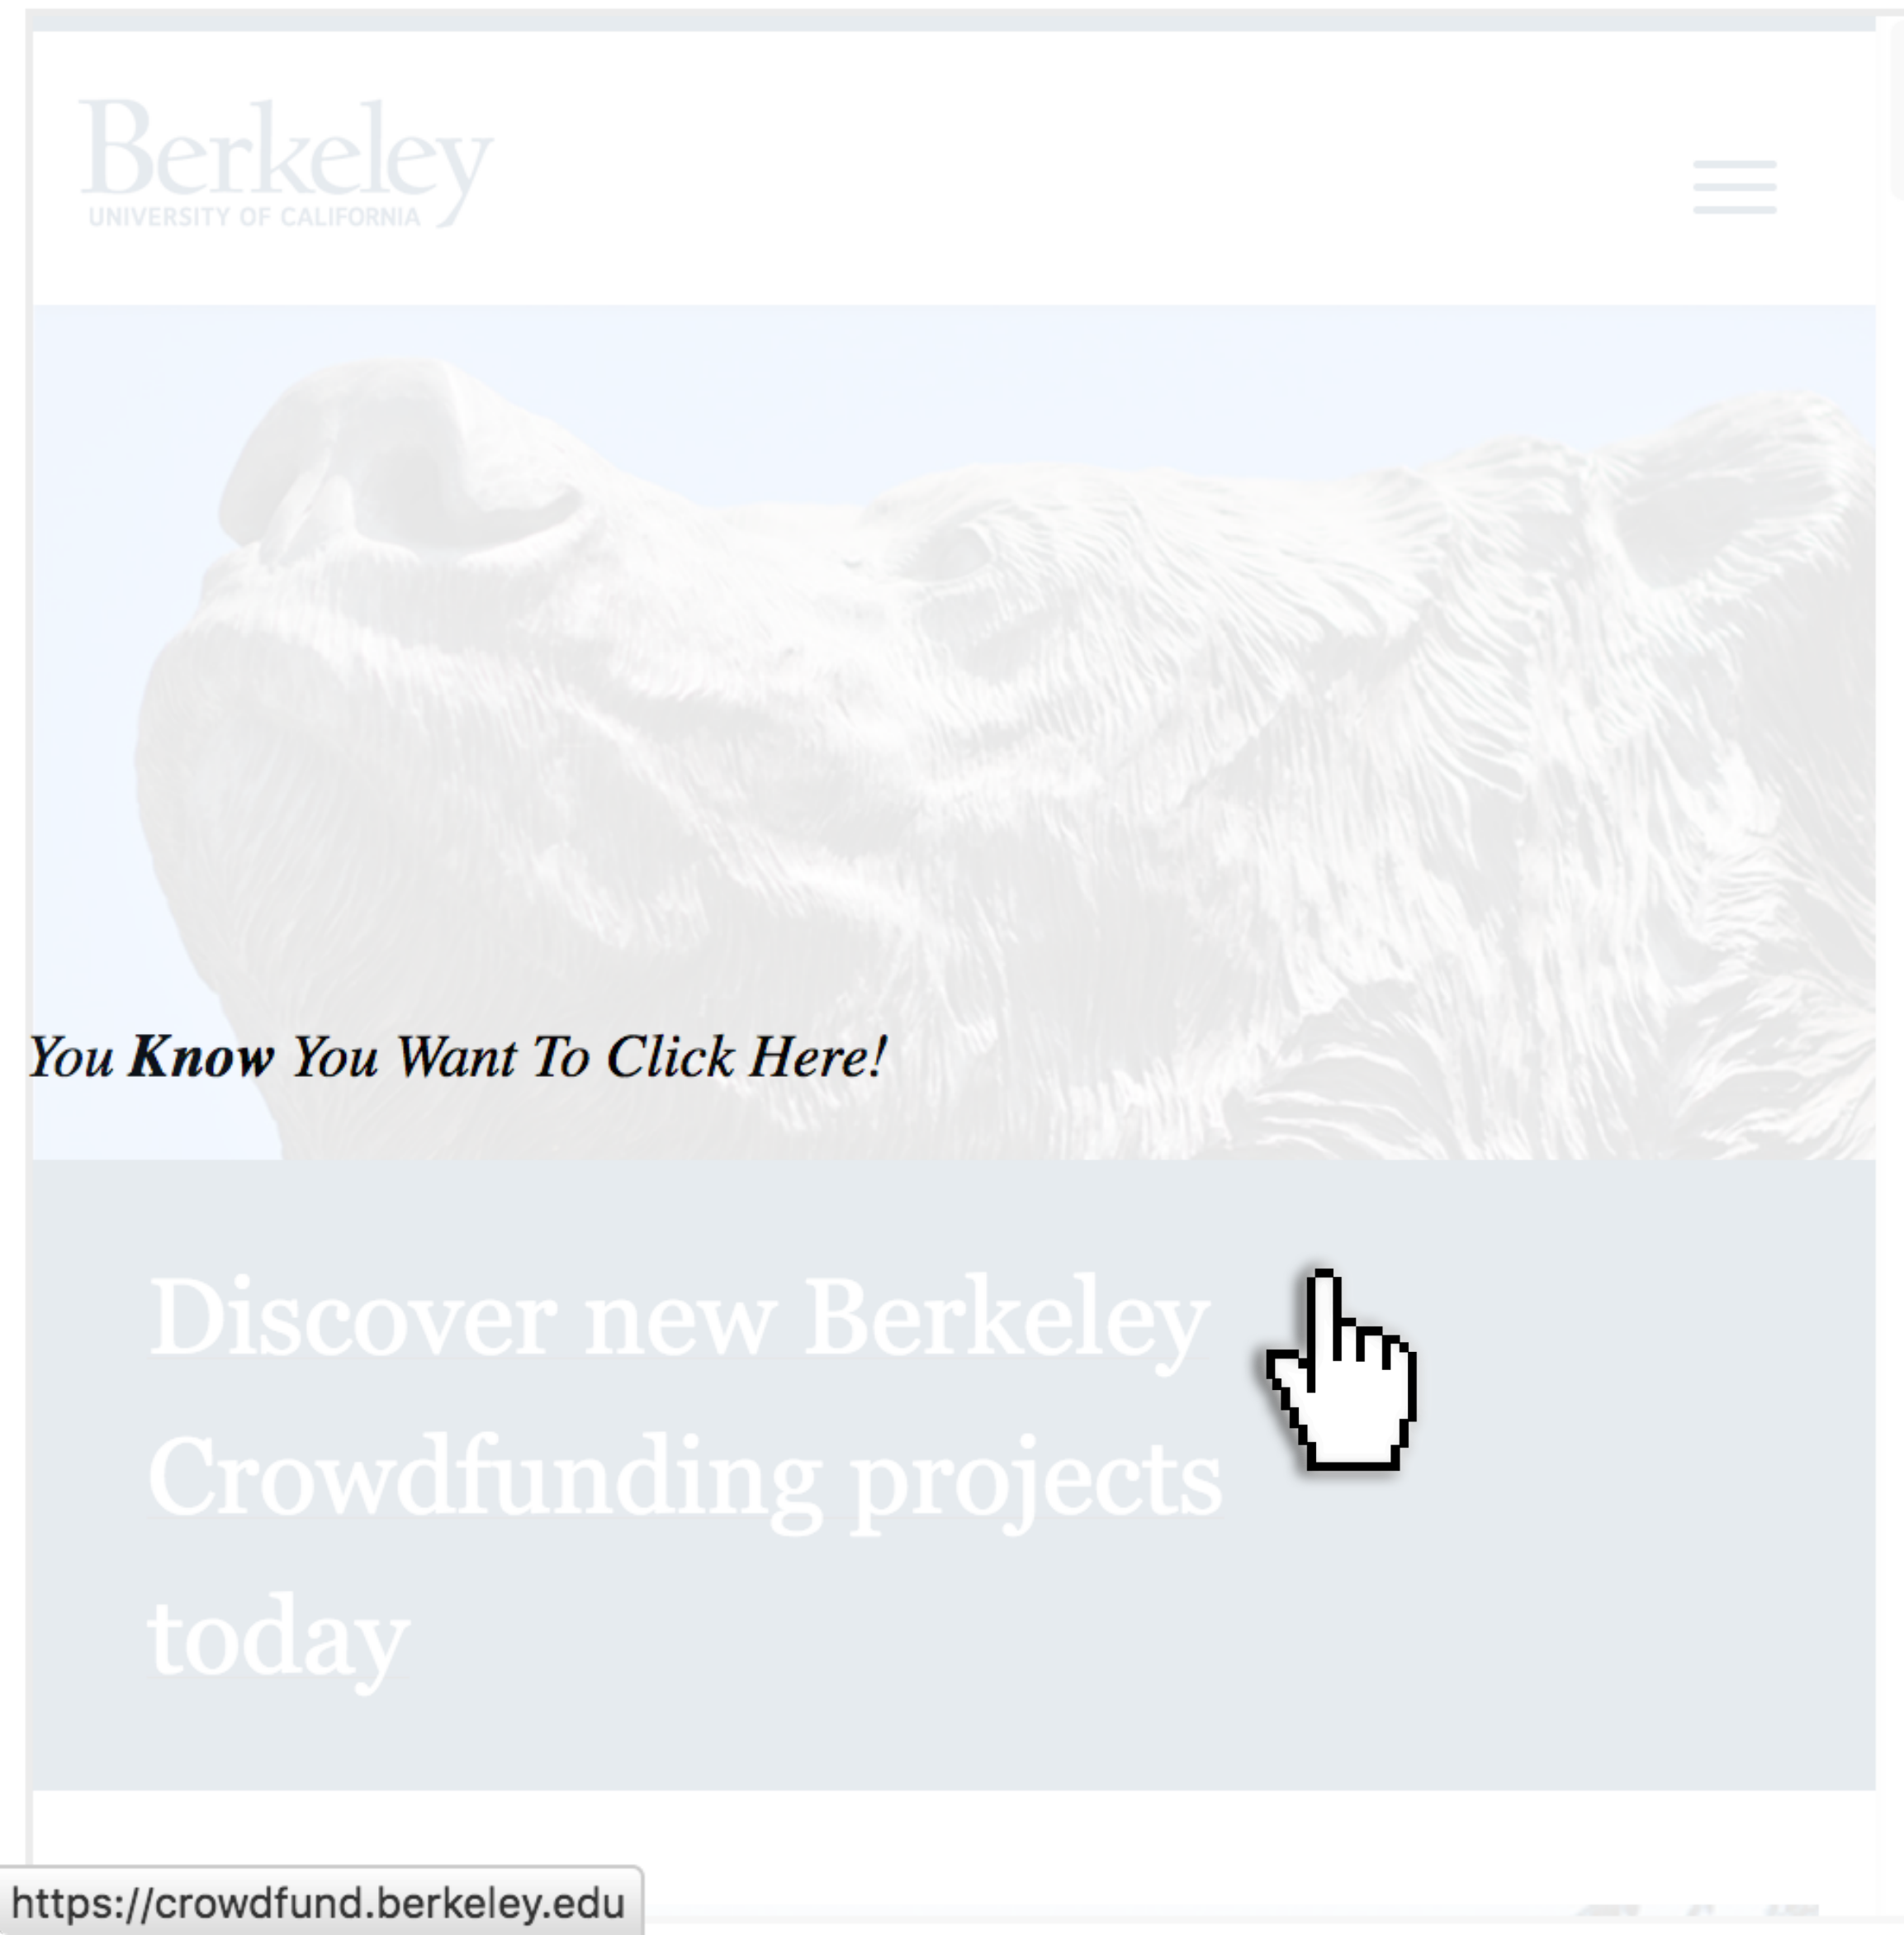 Berkeley
UNIVERSITY OF CALIFORNIA
You Know You Want To Click Here!
Discover new Berkeley
Crowdfunding projects
today
https://crowdfund.berkeley.edu